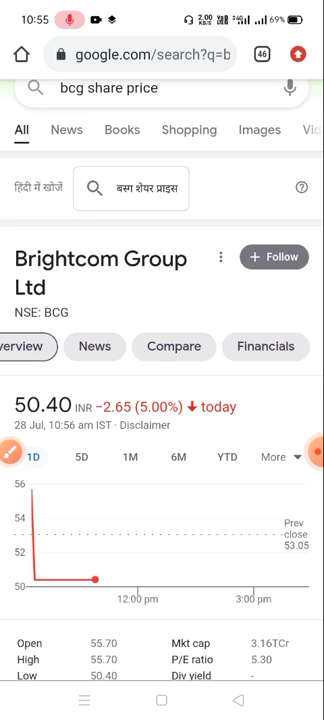 10:55
2.00
KB/S
69%
google.com/search?q=b
46
bcg share price
All News Books Shopping Images Vid
हिंदी में खोजें
बस्ग शेयर प्राइस
Brightcom Group
Ltd
+ Follow
NSE: BCG
verview News Compare Financials
50.40 INR −2.65 (5.00%) today
28 Jul, 10:56 am IST · Disclaimer
1D 5D 1M 6M YTD More
56
54
52
50
Prev
close
53.05
12:00 pm 3:00 pm
Open 55.70 Mkt cap 3.16TCr
High 55.70 P/E ratio 5.30
Low 50.40 Div yield -